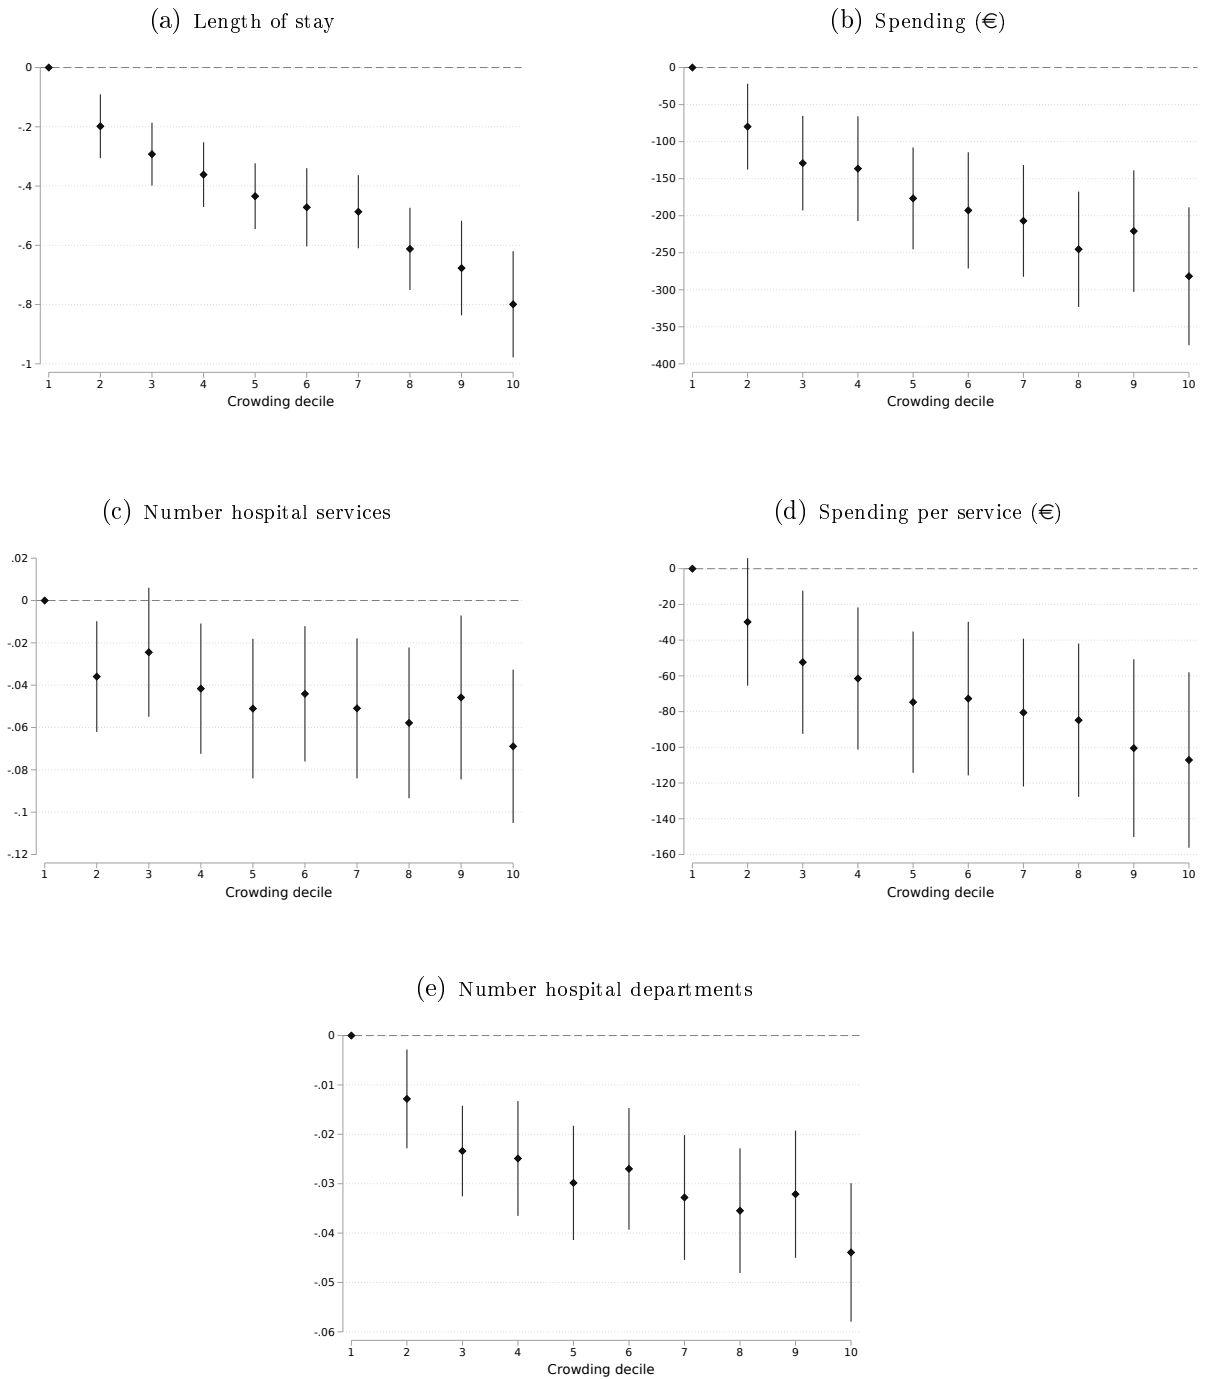 (a) Length of stay
0
-.2
-.4
-.6
-.8
-1
1 2 3 4 5 6 7 8 9 10
Crowding decile
(b) Spending (€)
0
-50
-100
-150
-200
-250
-300
-350
-400
1 2 3 4 5 6 7 8 9 10
Crowding decile
(c) Number hospital services
.02
0
-.02
-.04
-.06
-.08
-.1
-.12
1 2 3 4 5 6 7 8 9 10
Crowding decile
(d) Spending per service (€)
0
-20
-40
-60
-80
-100
-120
-140
-160
1 2 3 4 5 6 7 8 9 10
Crowding decile
(e) Number hospital departments
0
-.01
-.02
-.03
-.04
-.05
-.06
1 2 3 4 5 6 7 8 9 10
Crowding decile